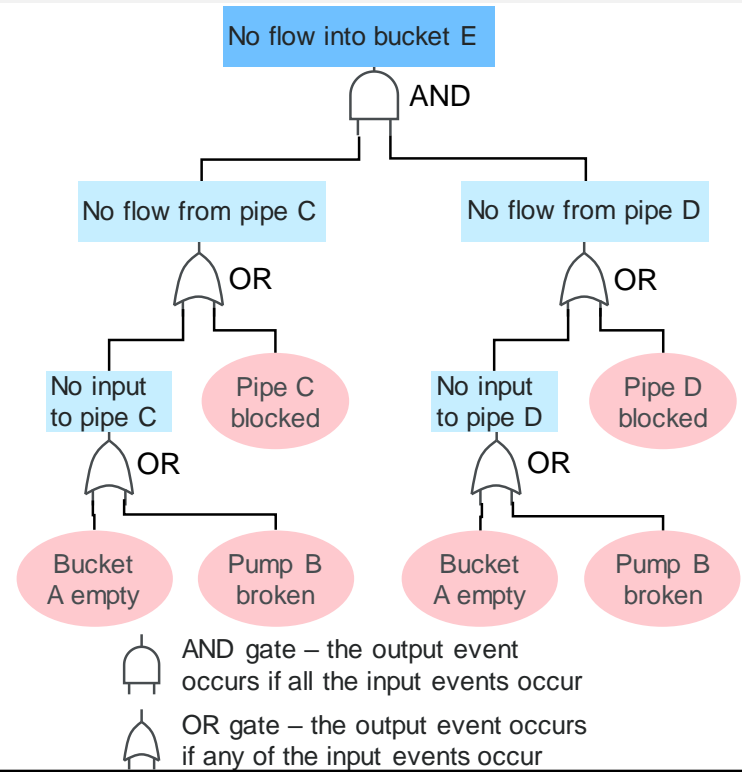 No flow into bucket E
AND
No flow from pipe C
No flow from pipe D
OR
OR
No input
to pipe C
Pipe C
blocked
No input
to pipe D
Pipe D
blocked
OR
OR
Bucket
A empty
Pump B
broken
Bucket
A empty
Pump B
broken
AND gate – the output event
occurs if all the input events occur
OR gate – the output event occurs
if any of the input events occur